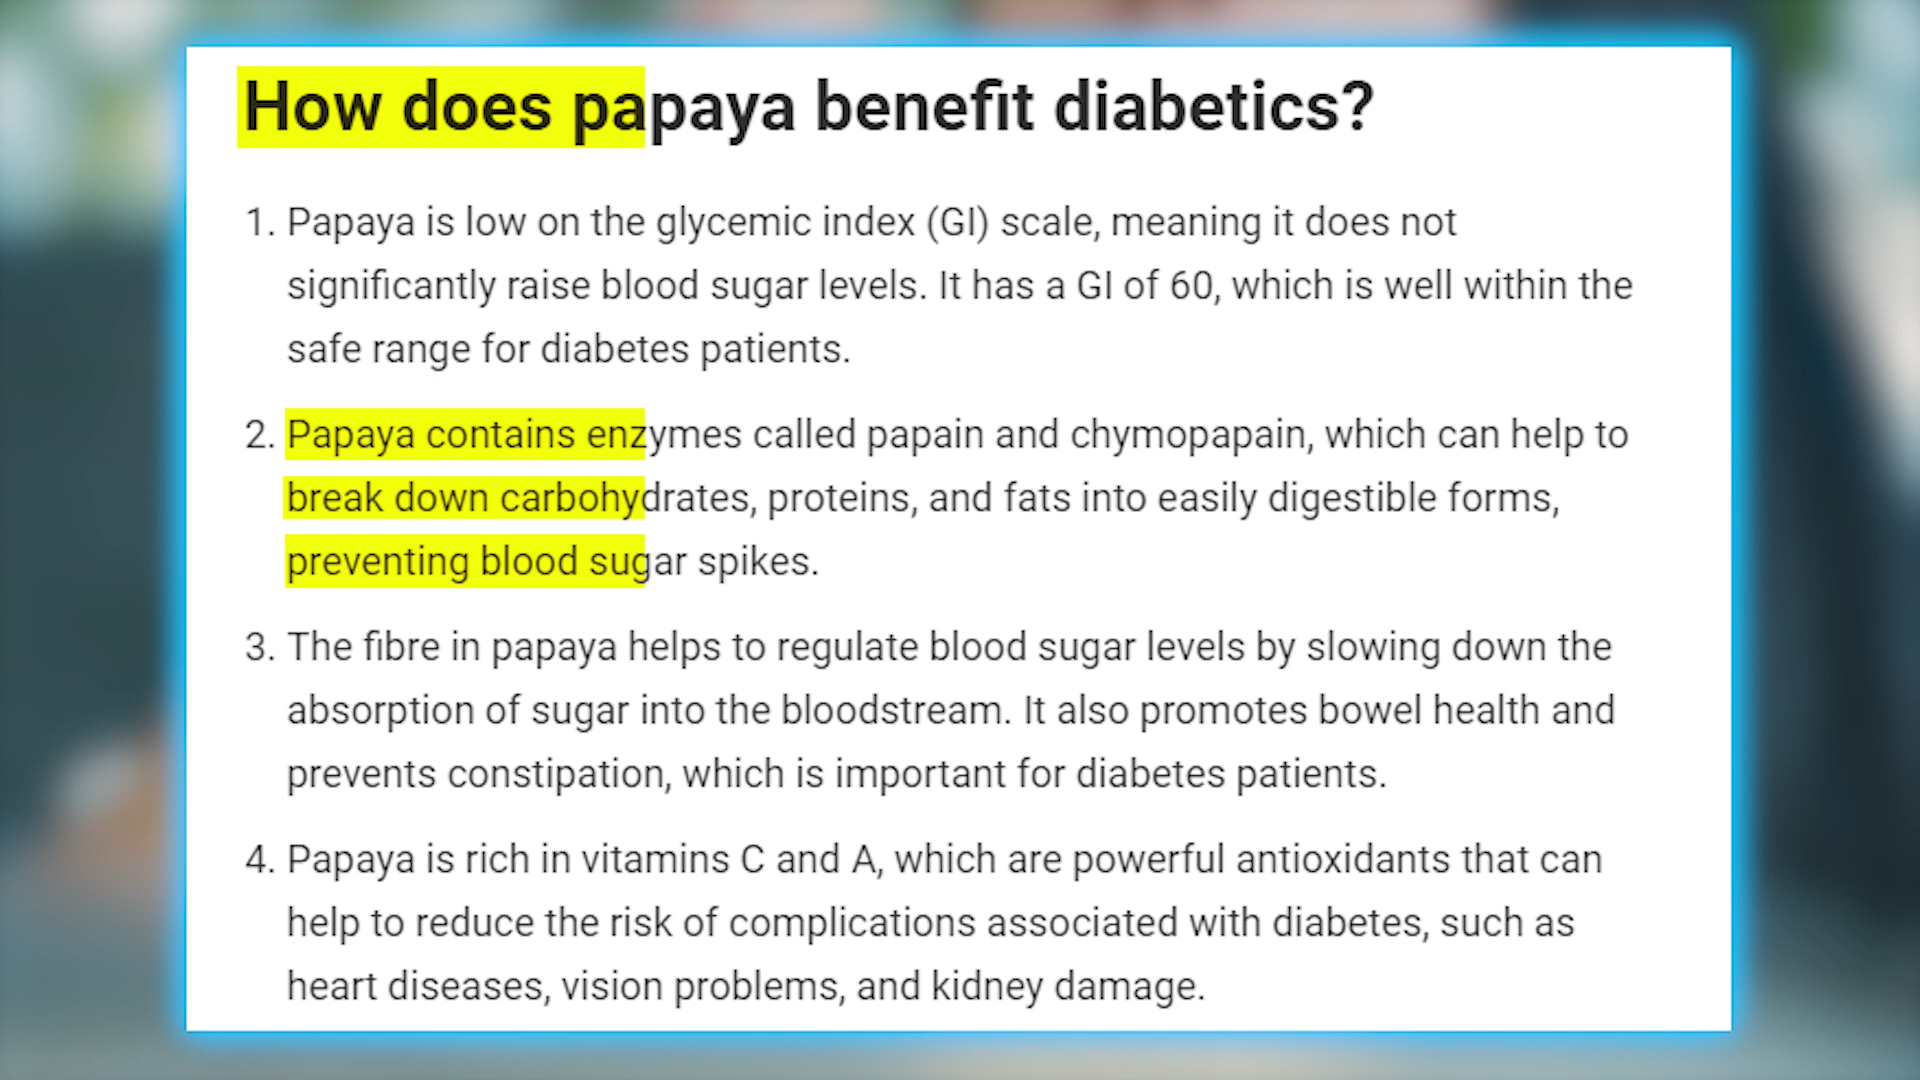 How does papaya benefit diabetics?
1. Papaya is low on the glycemic index (GI) scale, meaning it does not
significantly raise blood sugar levels. It has a GI of 60, which is well within the
safe range for diabetes patients.
2. Papaya contains enzymes called papain and chymopapain, which can help to
break down carbohydrates, proteins, and fats into easily digestible forms,
preventing blood sugar spikes.
3. The fibre in papaya helps to regulate blood sugar levels by slowing down the
absorption of sugar into the bloodstream. It also promotes bowel health and
prevents constipation, which is important for diabetes patients.
4. Papaya is rich in vitamins C and A, which are powerful antioxidants that can
help to reduce the risk of complications associated with diabetes, such as
heart diseases, vision problems, and kidney damage.